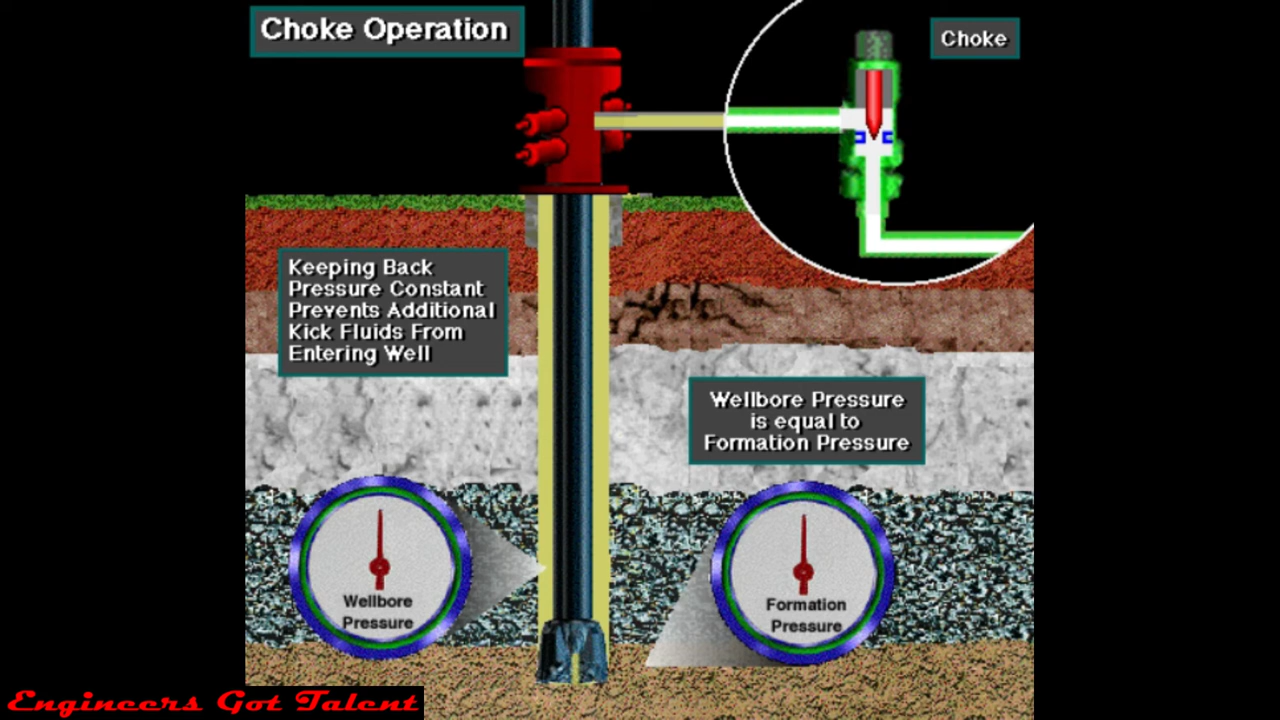 Choke Operation
Choke
Keeping Back
Pressure Constant
Prevents Additional
Kick Fluids From
Entering Well
Wellbore Pressure
is equal to
Formation Pressure
Wellbore
Pressure
Formation
Pressure
Engineers Got Talent